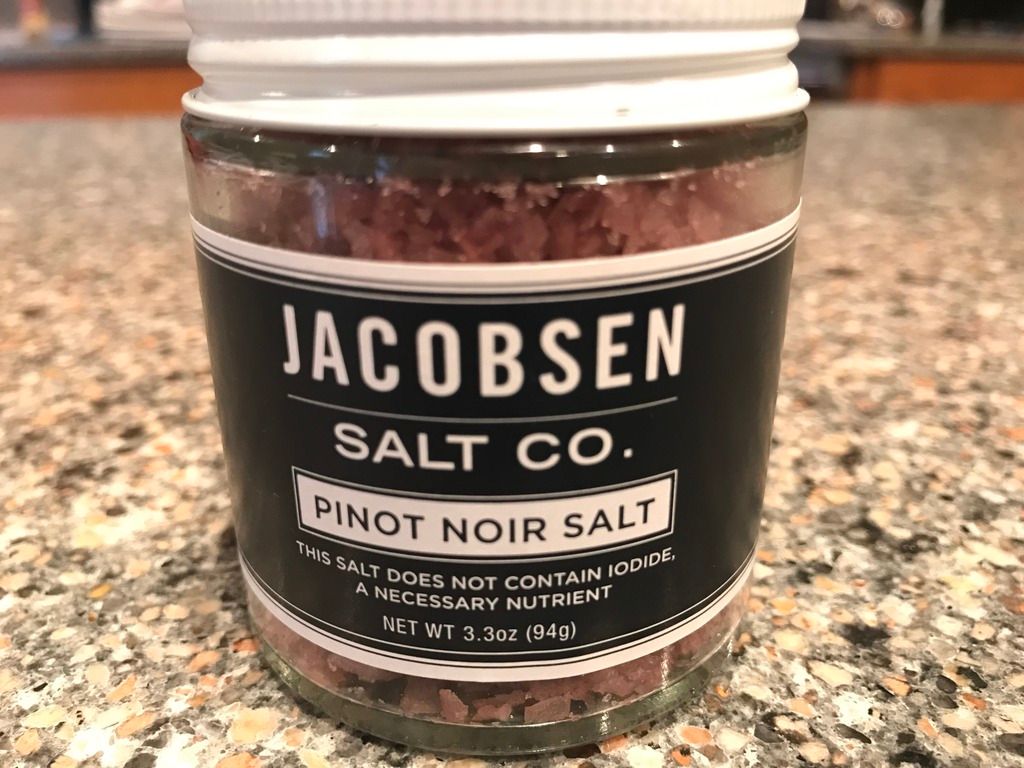 JACOBSEN
SALT CO.
PINOT NOIR SALT
THIS SALT DOES NOT CONTAIN IODIDE,
A NECESSARY NUTRIENT
NET WT 3.3oz (94g)